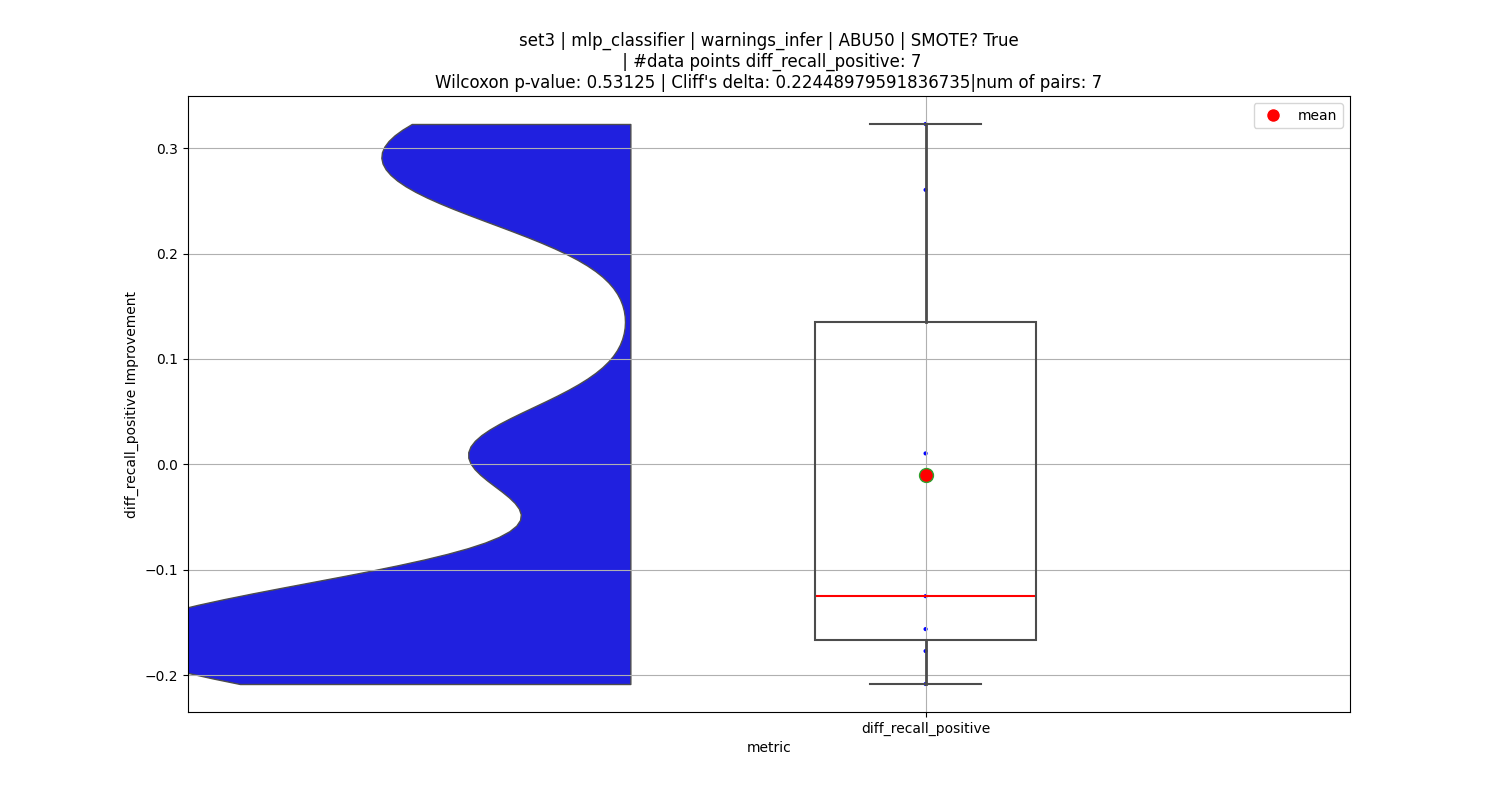 set3 | mlp_classifier | warnings_infer | ABU50 | SMOTE? True
| #data points diff_recall_positive: 7
Wilcoxon p-value: 0.53125 | Cliff's delta: 0.22448979591836735|num of pairs: 7
mean
0.3
0.2
0.1
0.0
−0.1
−0.2
diff_recall_positive Improvement
diff_recall_positive
metric